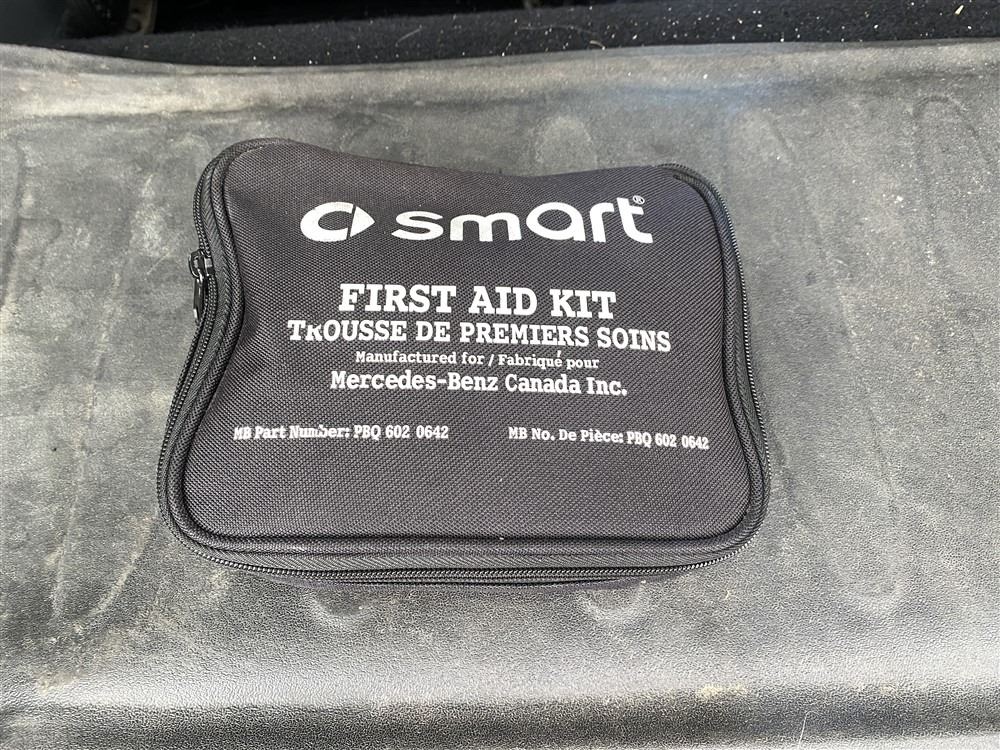 smart®
FIRST AID KIT
TROUSSE DE PREMIERS SOINS
Manufactured for / Fabriqué pour
Mercedes-Benz Canada Inc.
MB Part Number: PBQ 602 0642 MB No. De Pièce: PBQ 602 0642